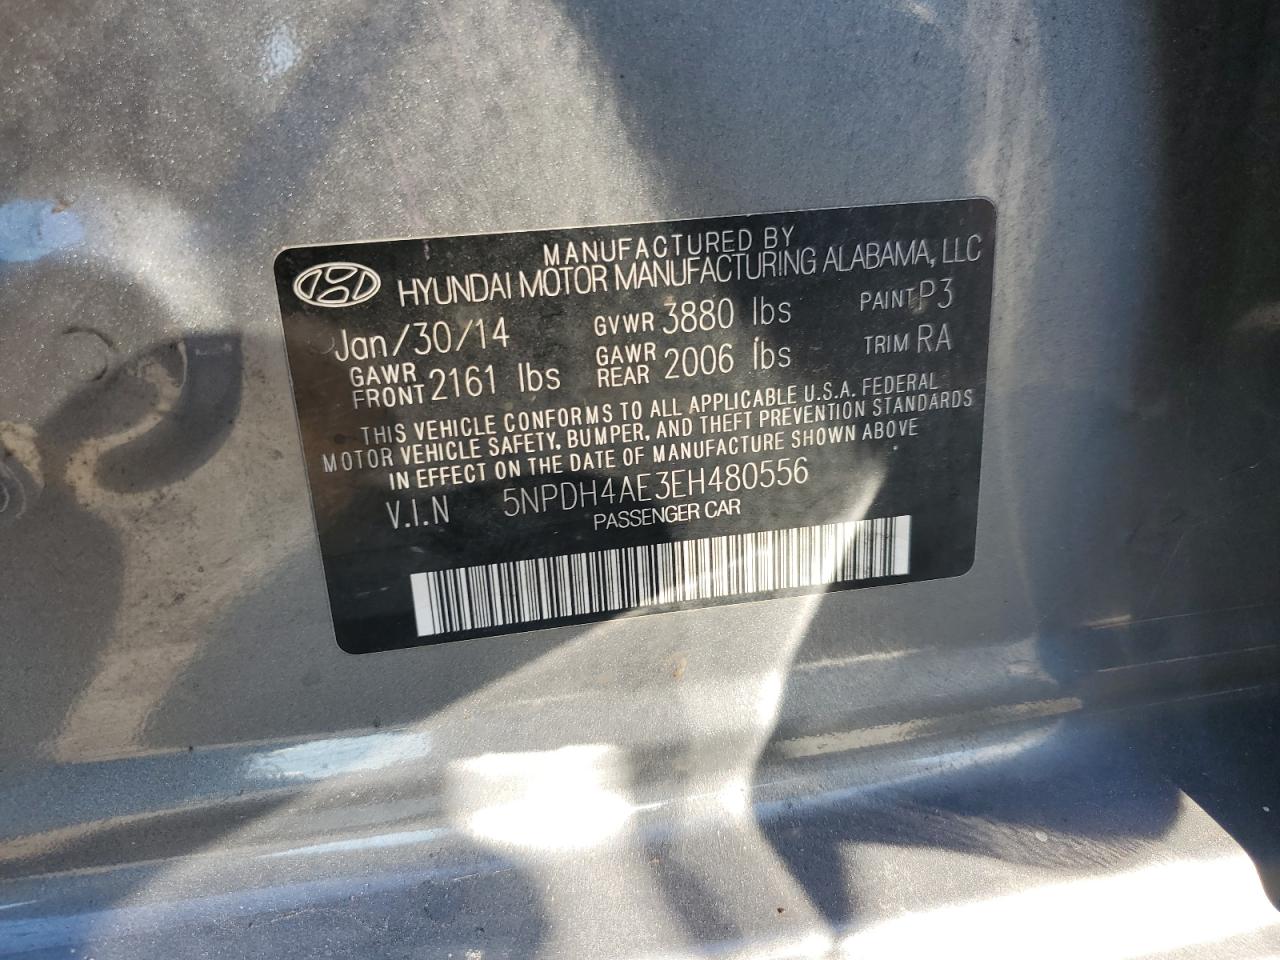 MANUFACTURED BY
HYUNDAI MOTOR MANUFACTURING ALABAMA, LLC
Jan/30/14 GVWR 3880 lbs PAINT P3
GAWR FRONT 2161 lbs GAWR REAR 2006 lbs TRIM RA
THIS VEHICLE CONFORMS TO ALL APPLICABLE U.S.A. FEDERAL
MOTOR VEHICLE SAFETY, BUMPER, AND THEFT PREVENTION STANDARDS
IN EFFECT ON THE DATE OF MANUFACTURE SHOWN ABOVE
V.I.N 5NPDH4AE3EH480556
PASSENGER CAR